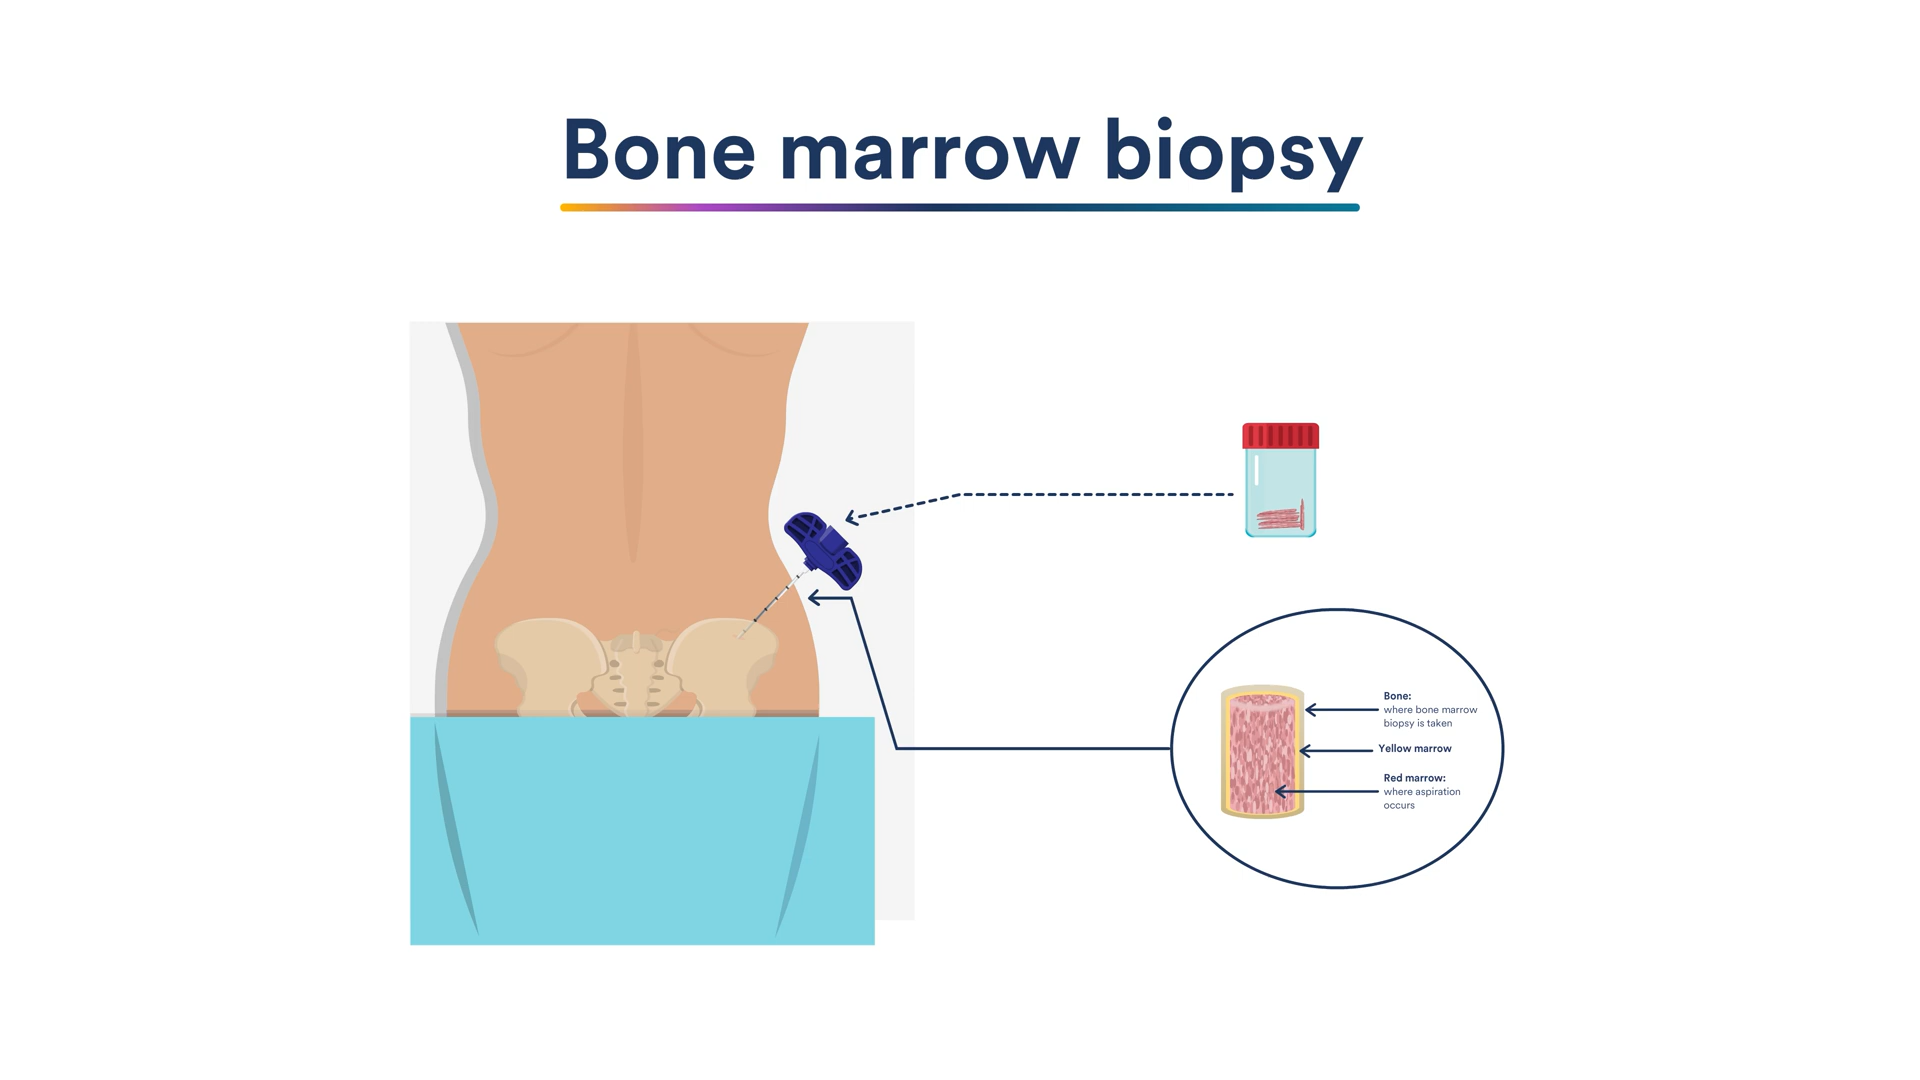 Bone marrow biopsy
Bone:
where bone marrow
biopsy is taken
Yellow marrow
Red marrow:
where aspiration
occurs